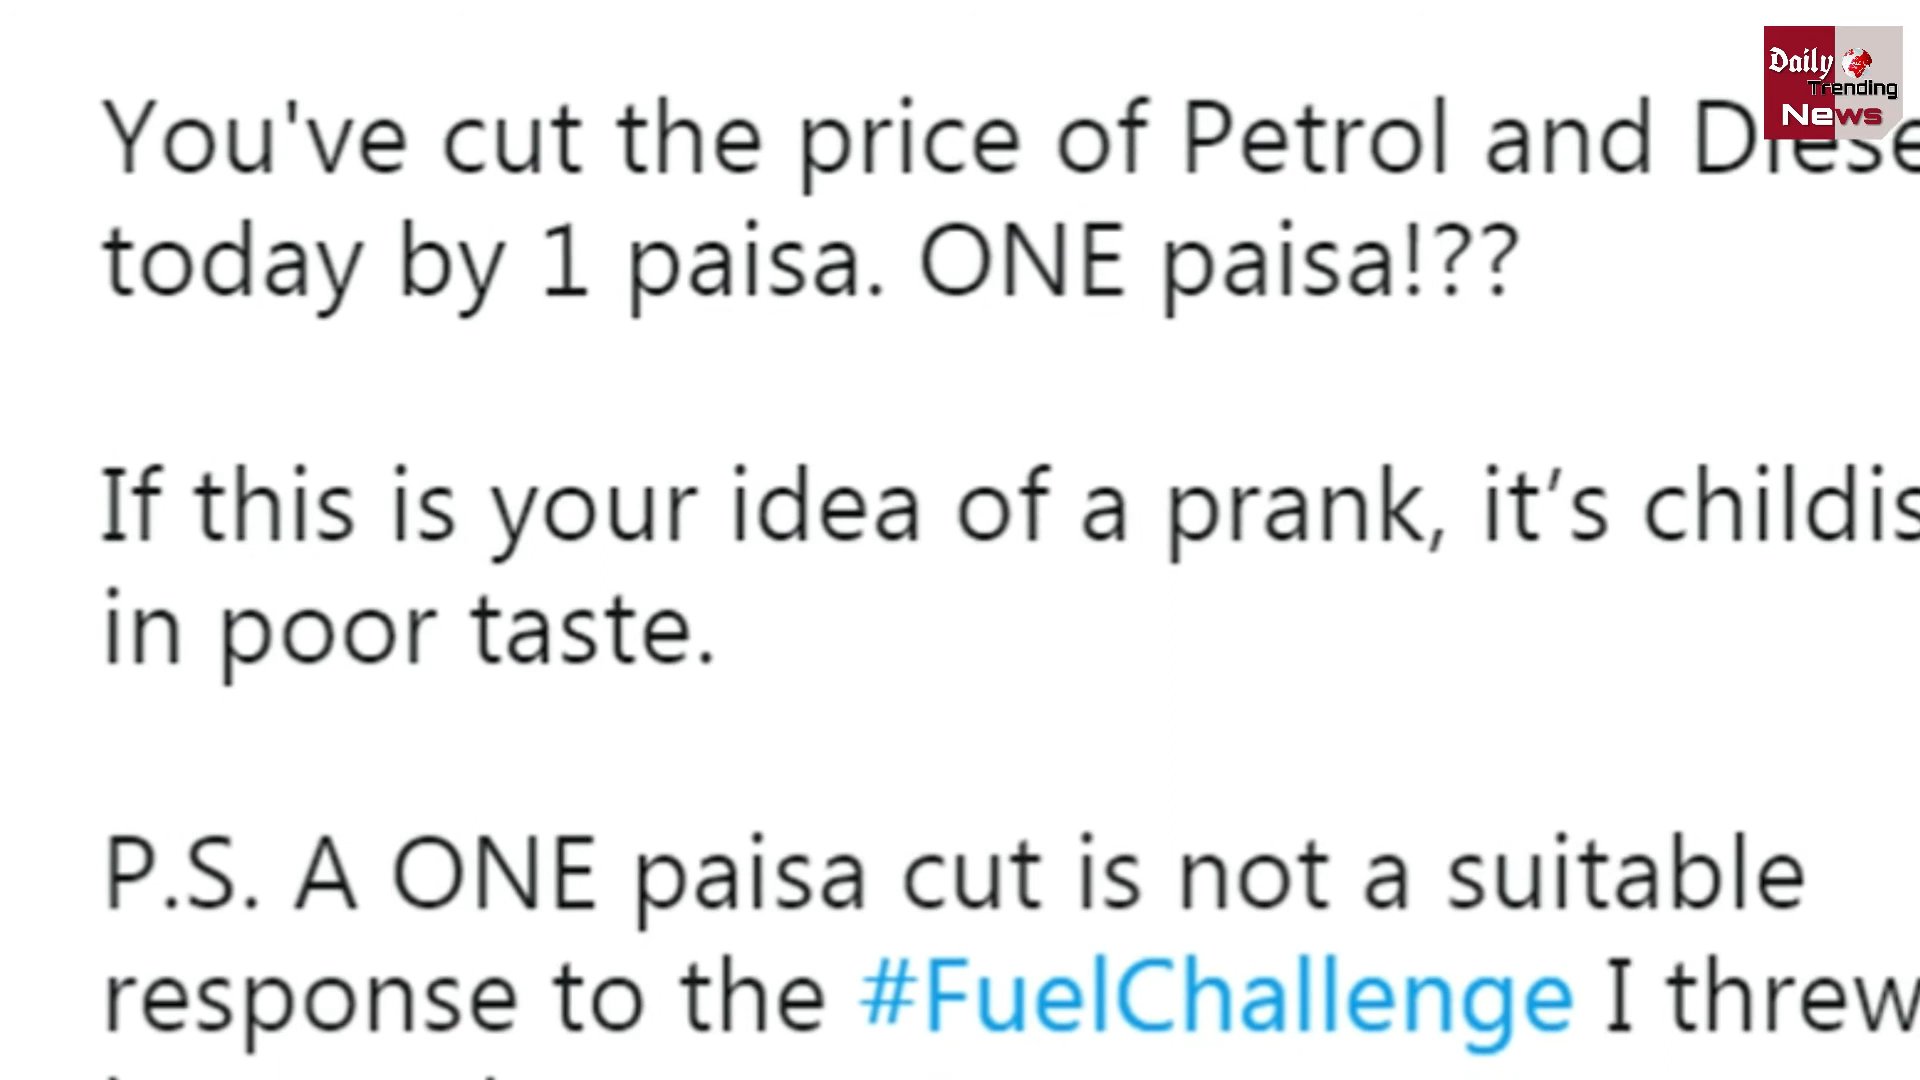 Daily
Trending
News
You've cut the price of Petrol and
today by 1 paisa. ONE paisa!??
If this is your idea of a prank, it’s
in poor taste.
P.S. A ONE paisa cut is not a suitable
response to the #FuelChallenge I threw